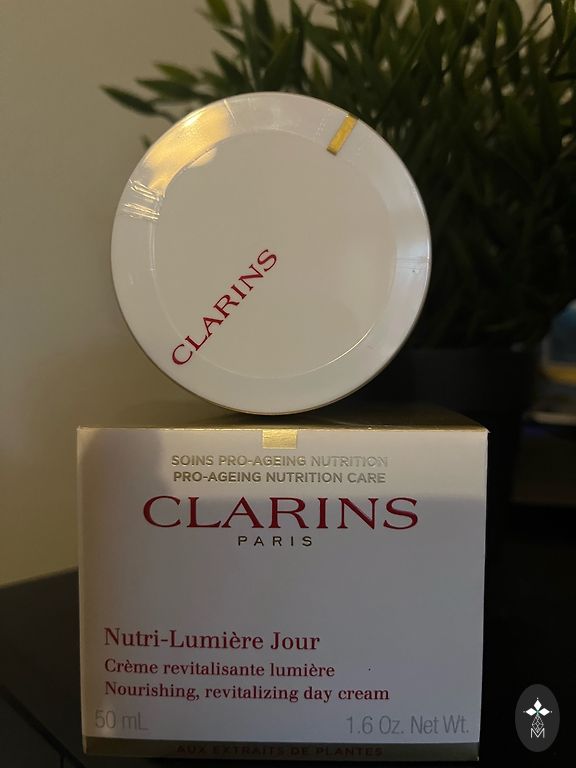 CLARINS
SOINS PRO-AGEING NUTRITION
PRO-AGEING NUTRITION CARE
CLARINS
PARIS
Nutri-Lumière Jour
Crème revitalisante lumière
Nourishing, revitalizing day cream
50 mL 1.6 Oz. Net Wt.
AUX EXTRAITS DE PLANTES
M